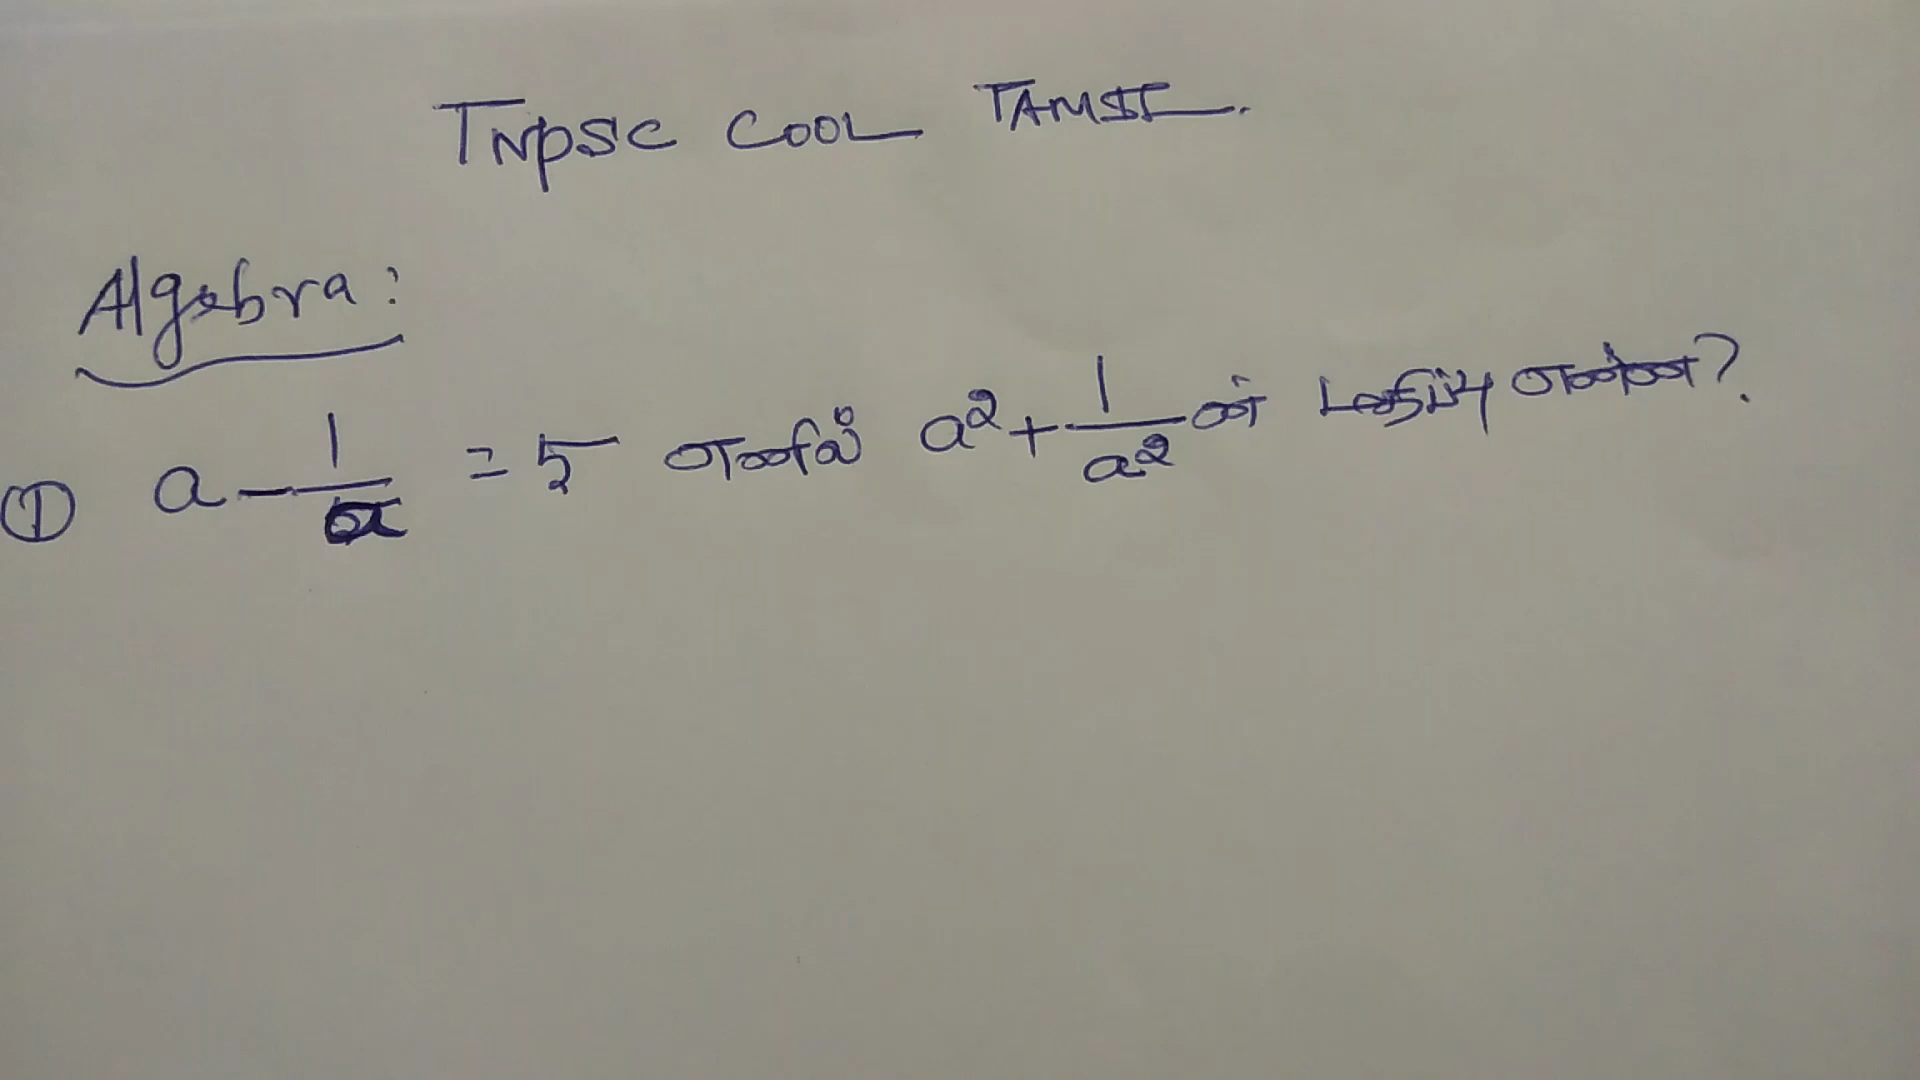 TNPSC COOL TAMIL.
Algebra:
① a - 1/a = 5 எனில் a² + 1/a² ன் மதிப்பு என்ன?